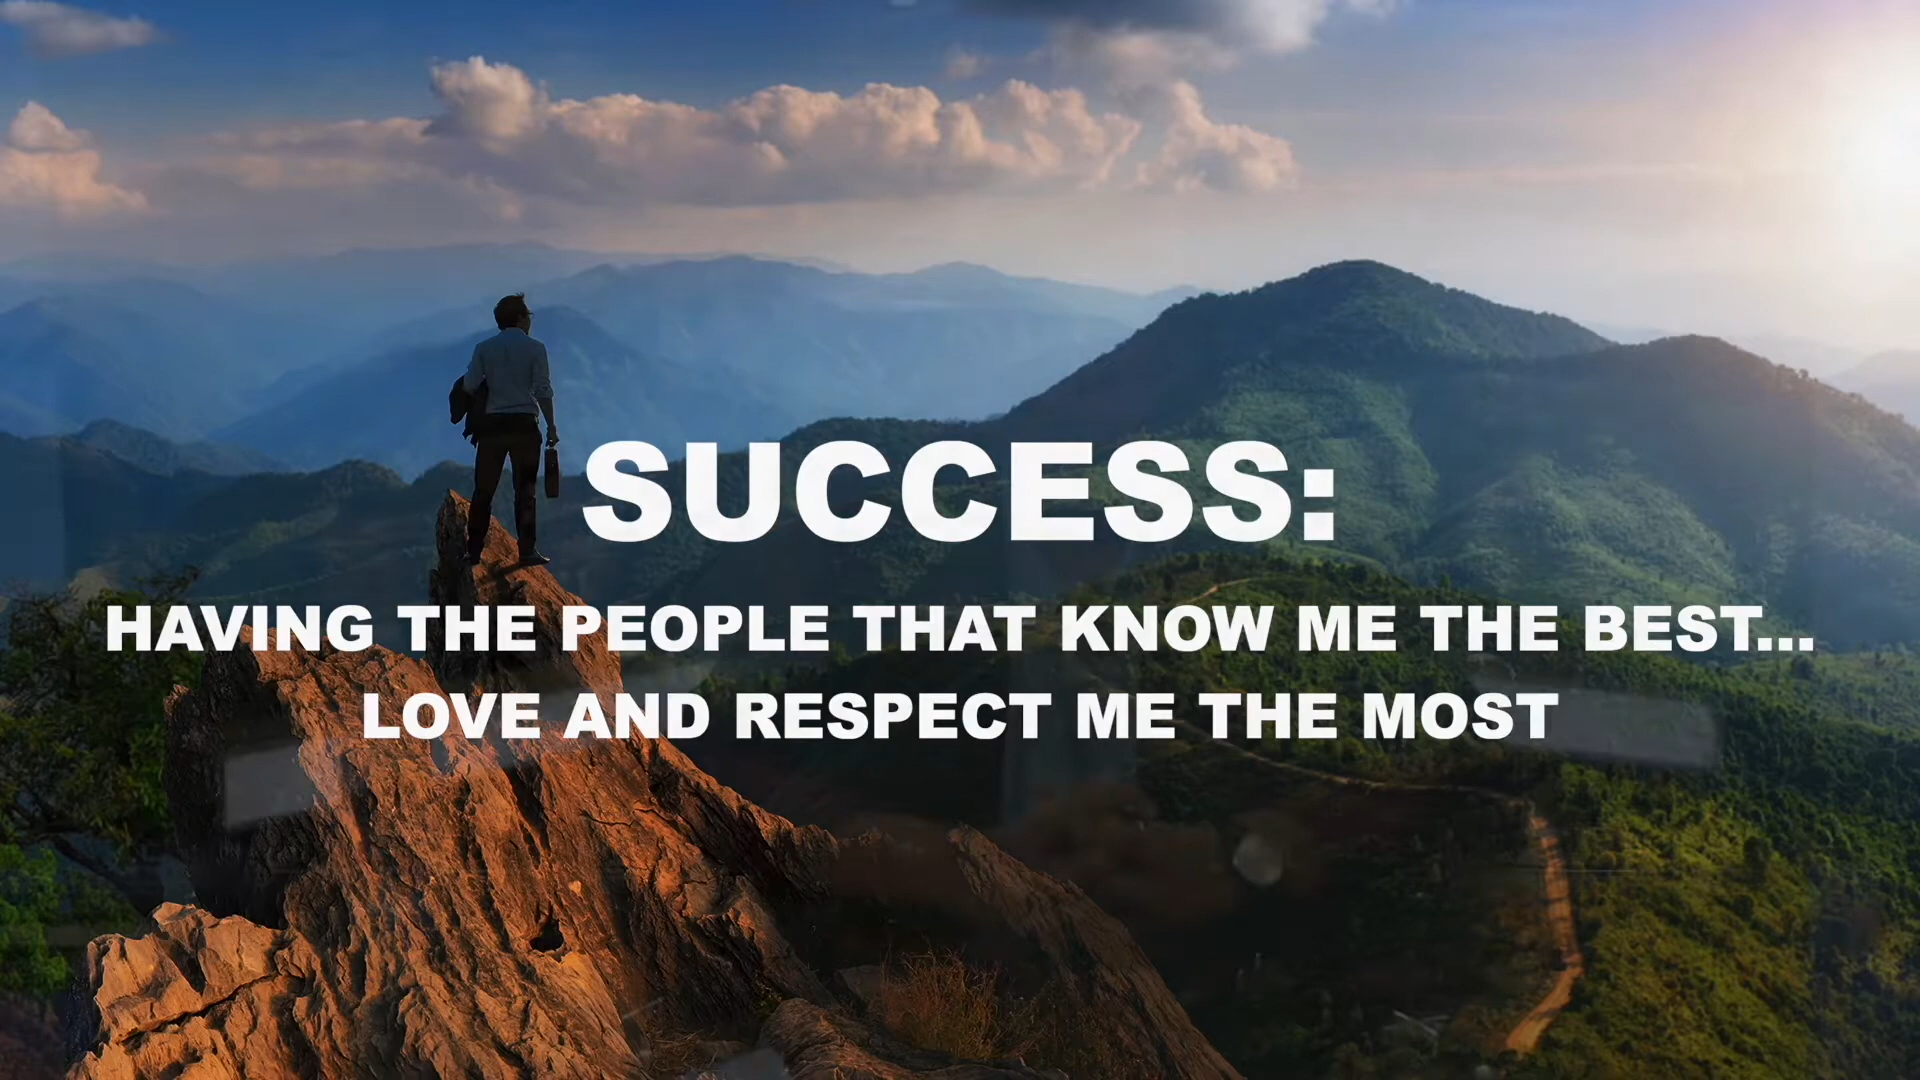 SUCCESS:
HAVING THE PEOPLE THAT KNOW ME THE BEST...
LOVE AND RESPECT ME THE MOST